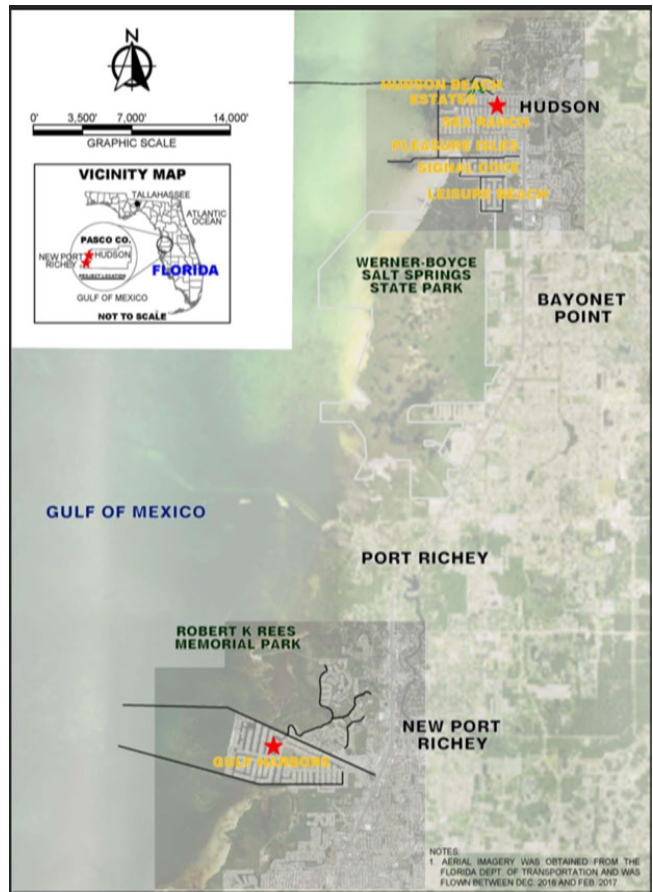 N
0' 3,500' 7,000' 14,000'
GRAPHIC SCALE
VICINITY MAP
TALLAHASSEE
ATLANTIC
OCEAN
PASCO CO.
NEW PORT
RICHEY
HUDSON
PROJECT LOCATION
FLORIDA
GULF OF MEXICO
NOT TO SCALE
HUDSON BEACH
ESTATES
HUDSON
SEA RANCH
PLEASURE ISLES
SIGNAL COVE
LEISURE BEACH
WERNER-BOYCE
SALT SPRINGS
STATE PARK
BAYONET
POINT
GULF OF MEXICO
PORT RICHEY
ROBERT K REES
MEMORIAL PARK
NEW PORT
RICHEY
GULF HARBORS
NOTES:
1. AERIAL IMAGERY WAS OBTAINED FROM THE
FLORIDA DEPT. OF TRANSPORTATION AND WAS
FLOWN BETWEEN DEC. 2016 AND FEB. 2017